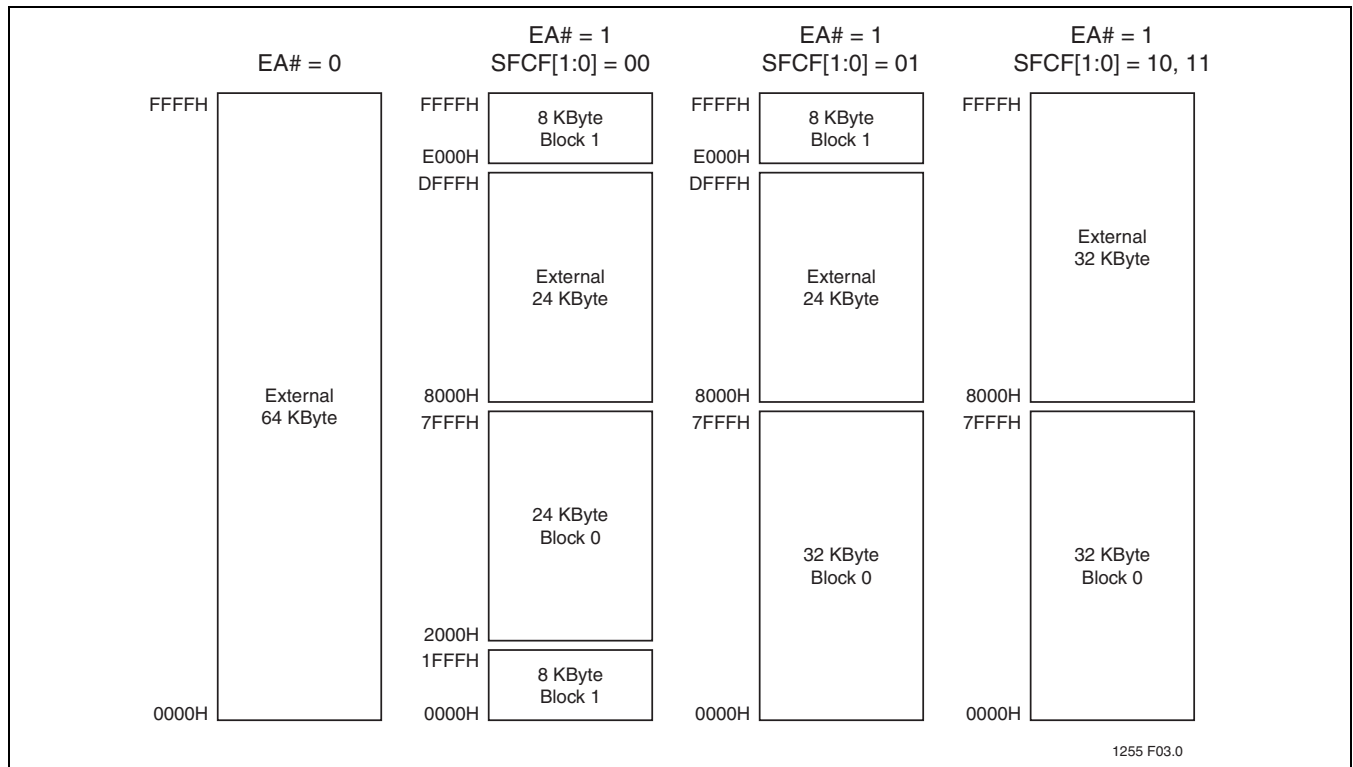 EA# = 0
FFFFH
External
64 KByte
0000H
EA# = 1
SFCF[1:0] = 00
FFFFH
8 KByte
Block 1
E000H
DFFFH
External
24 KByte
8000H
7FFFH
24 KByte
Block 0
2000H
1FFFH
8 KByte
Block 1
0000H
EA# = 1
SFCF[1:0] = 01
FFFFH
8 KByte
Block 1
E000H
DFFFH
External
24 KByte
8000H
7FFFH
32 KByte
Block 0
0000H
EA# = 1
SFCF[1:0] = 10, 11
FFFFH
External
32 KByte
8000H
7FFFH
32 KByte
Block 0
0000H
1255 F03.0